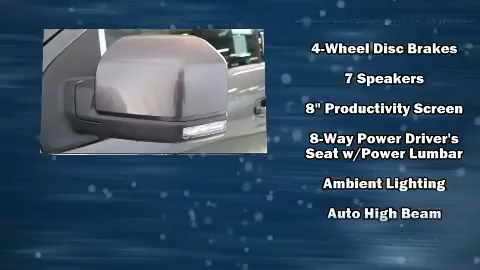 4-Wheel Disc Brakes
7 Speakers
8" Productivity Screen
8-Way Power Driver's
Seat w/Power Lumbar
Ambient Lighting
Auto High Beam